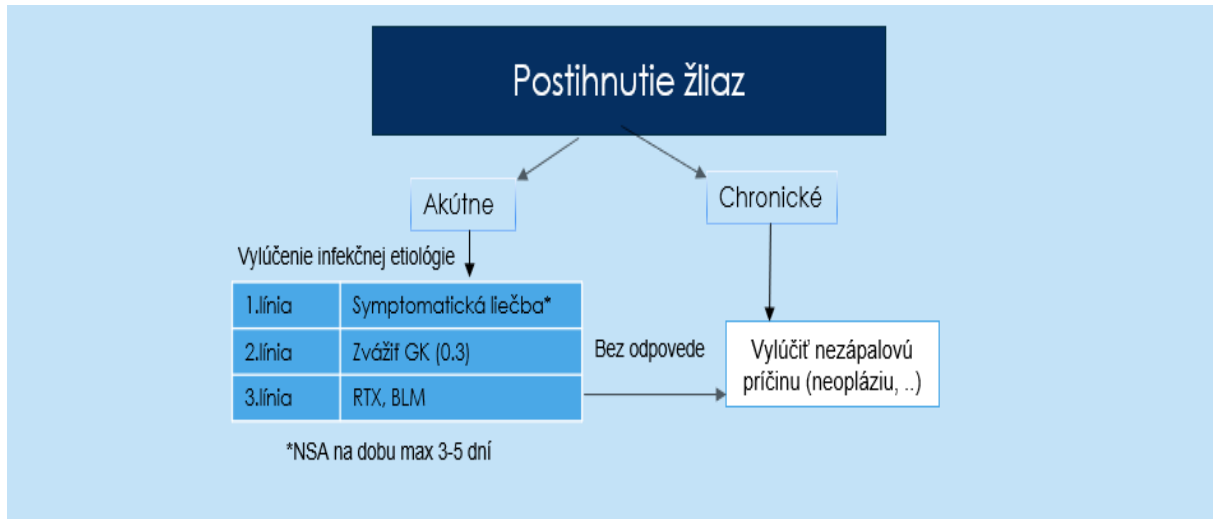 Postihnutie žliaz
Akútne
Chronické
Vylúčenie infekčnej etiológie
1.línia Symptomatická liečba*
2.línia Zvážiť GK (0.3)
3.línia RTX, BLM
Bez odpovede
Vylúčiť nezápalovú
príčinu (neopláziu, ..)
*NSA na dobu max 3-5 dní